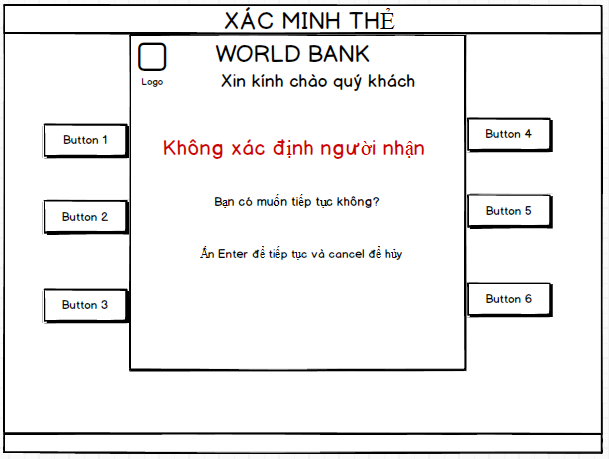 XÁC MINH THẺ
WORLD BANK
Logo
Xin kính chào quý khách
Button 1
Button 4
Không xác định người nhận
Button 2
Bạn có muốn tiếp tục không?
Button 5
Ấn Enter để tiếp tục và cancel để hủy
Button 3
Button 6